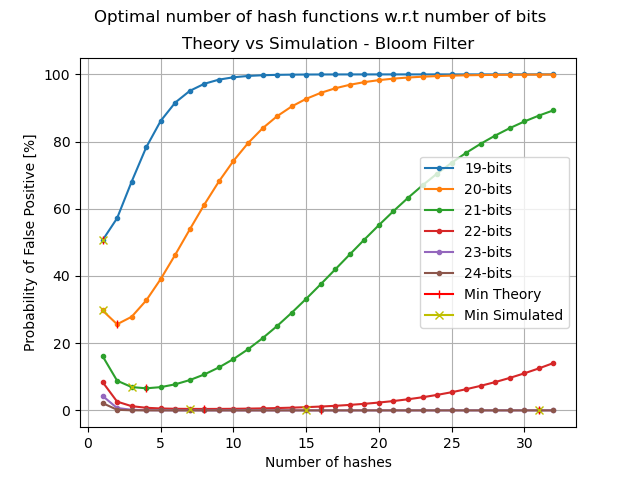 Optimal number of hash functions w.r.t number of bits
Theory vs Simulation - Bloom Filter
Probability of False Positive [%]
100
80
60
40
20
0
19-bits
20-bits
21-bits
22-bits
23-bits
24-bits
Min Theory
Min Simulated
0 5 10 15 20 25 30
Number of hashes